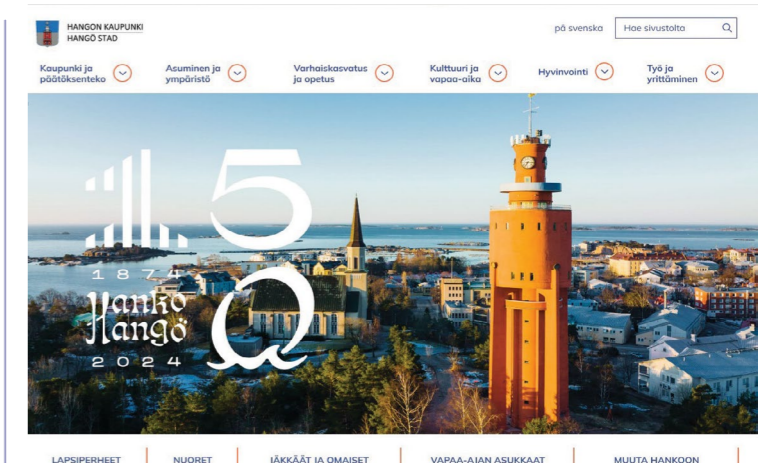 HANGON KAUPUNKI
HANGÖ STAD
på svenska
Hae sivustolta
Kaupunki ja
päätöksenteko
Asuminen ja
ympäristö
Varhaiskasvatus
ja opetus
Kulttuuri ja
vapaa-aika
Hyvinvointi
Työ ja
yrittäminen
150
1874
Hanko
Hangö
2024
LAPSIPERHEET
NUORET
IÄKKÄÄT JA OMAISET
VAPAA-AJAN ASUKKAAT
MUUTA HANKOON